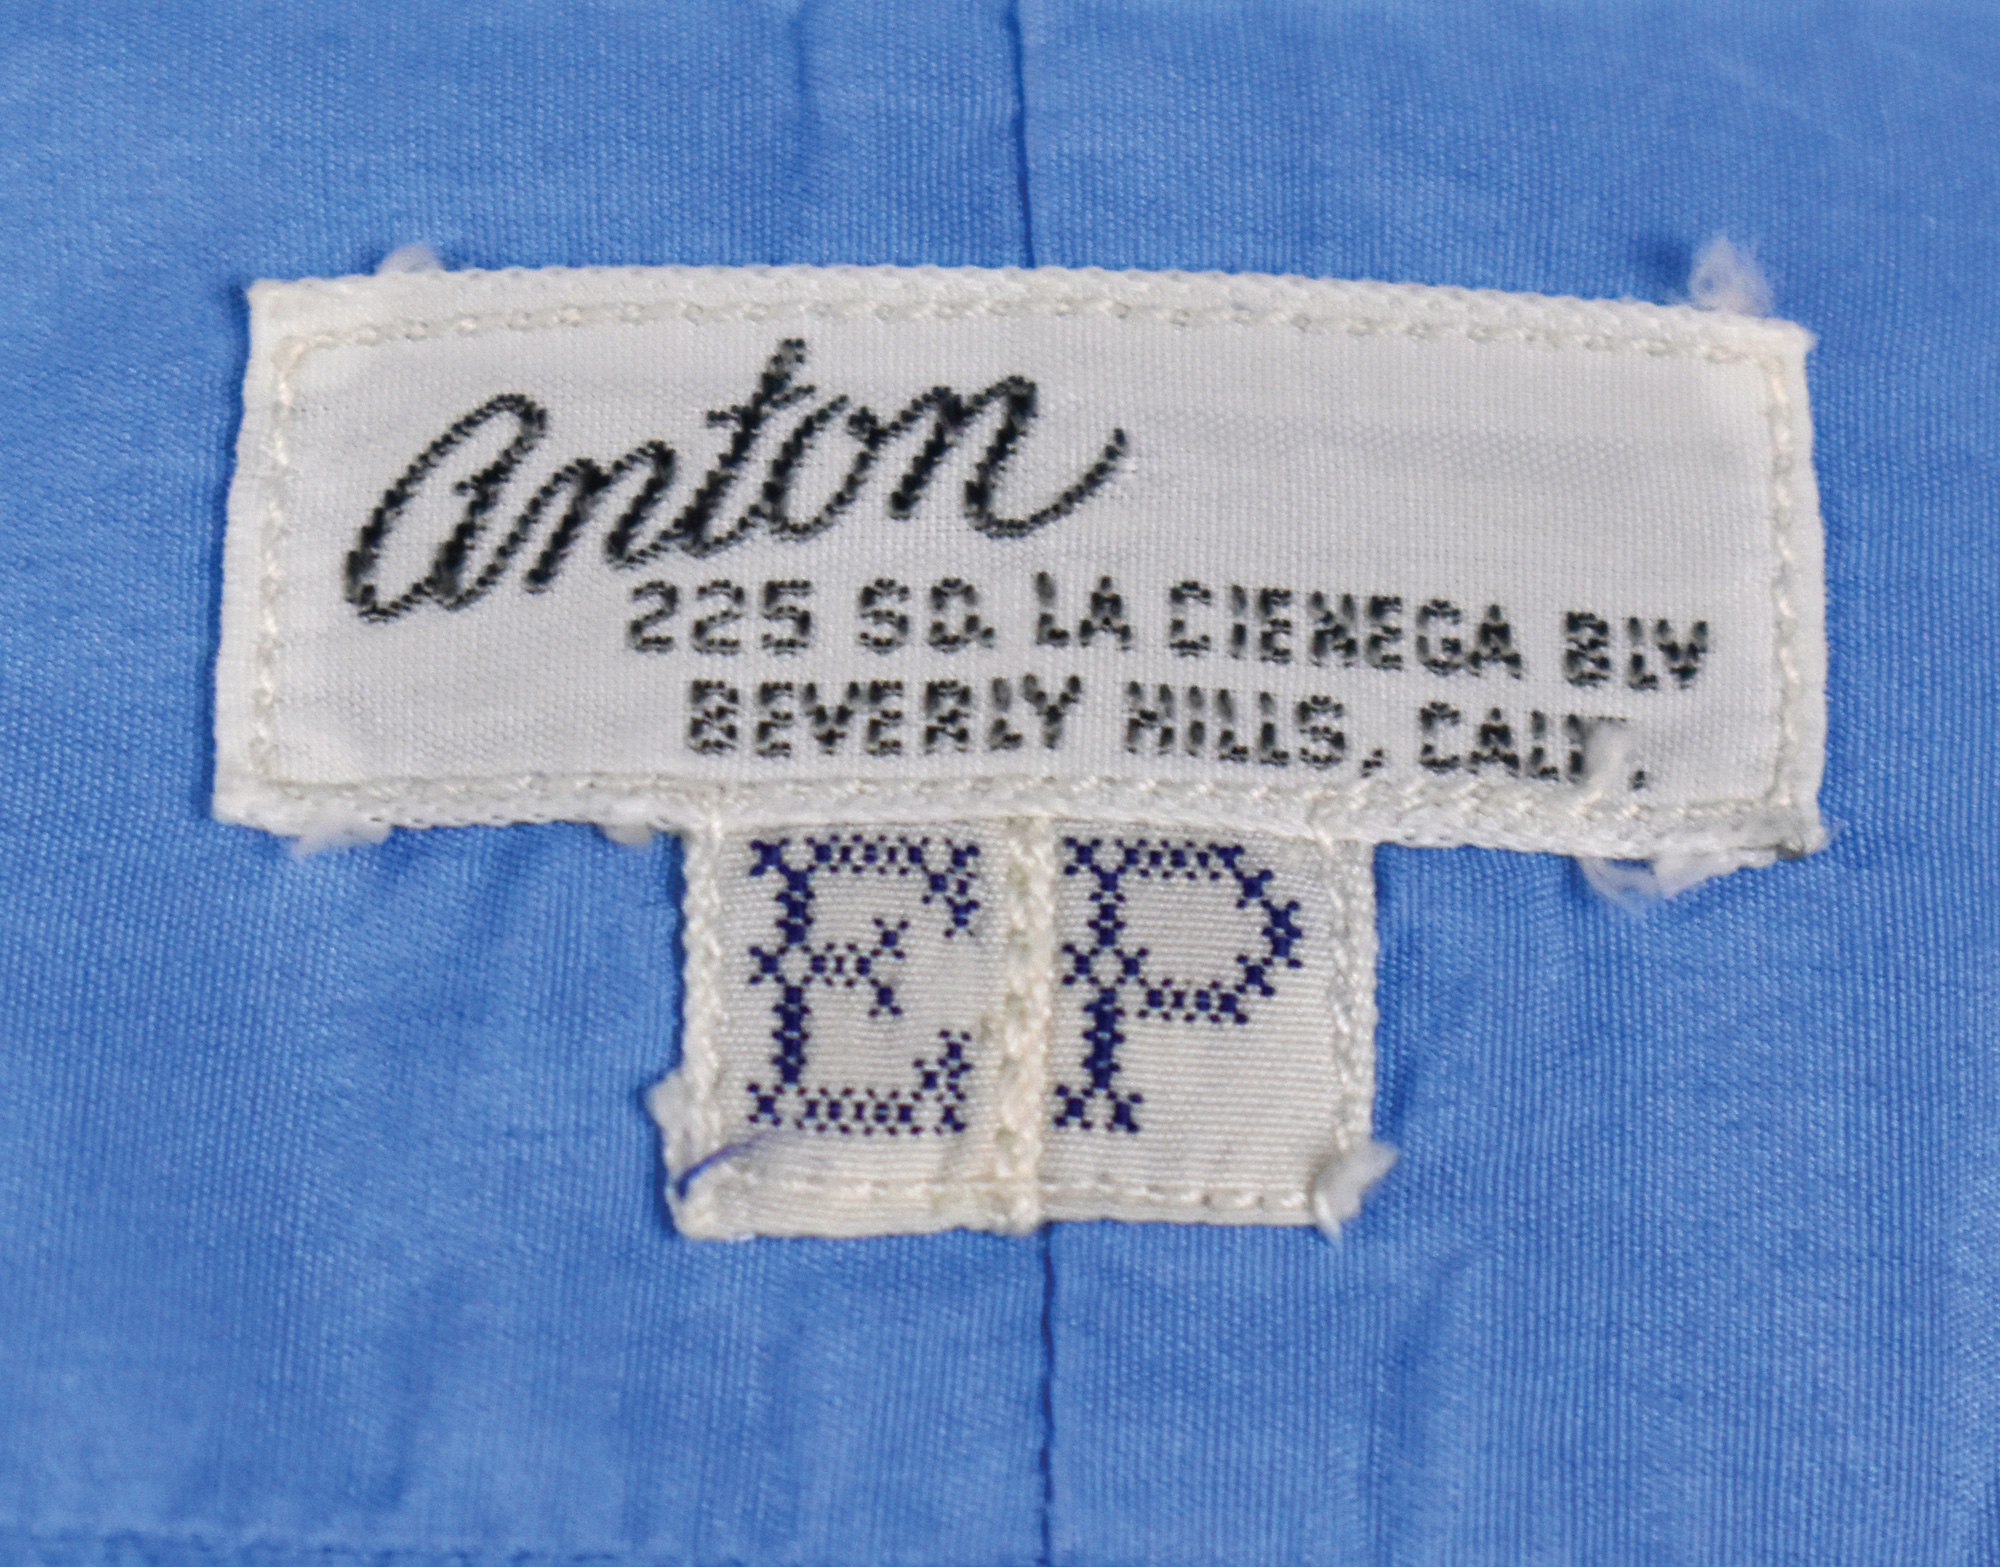 Anton
225 SO. LA CIENEGA BLV
BEVERLY HILLS, CALIF.
EP